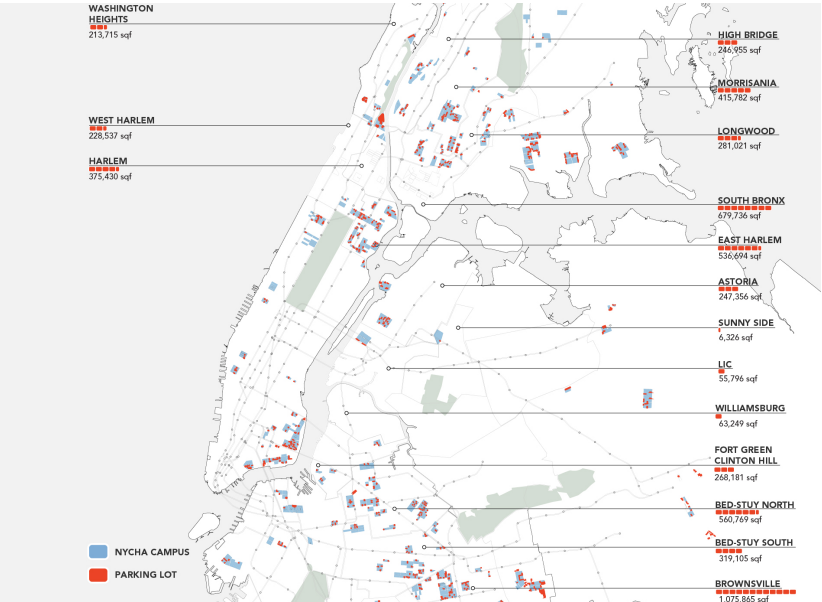 WASHINGTON
HEIGHTS
213,715 sqf
WEST HARLEM
228,537 sqf
HARLEM
375,430 sqf
HIGH BRIDGE
246,955 sqf
MORRISANIA
415,782 sqf
LONGWOOD
281,021 sqf
SOUTH BRONX
679,736 sqf
EAST HARLEM
536,694 sqf
ASTORIA
247,356 sqf
SUNNY SIDE
6,326 sqf
LIC
55,796 sqf
WILLIAMSBURG
63,249 sqf
FORT GREEN
CLINTON HILL
268,181 sqf
BED-STUY NORTH
560,769 sqf
BED-STUY SOUTH
319,105 sqf
BROWNSVILLE
1,075,865 sqf
NYCHA CAMPUS
PARKING LOT